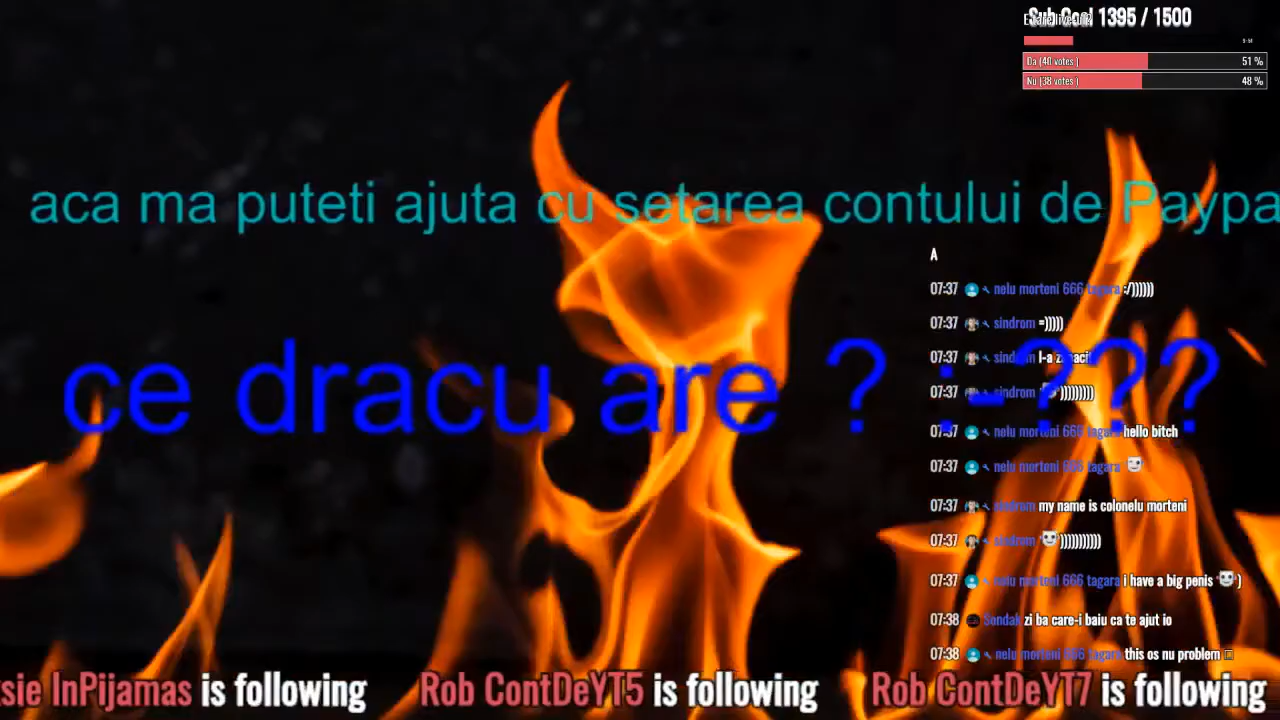 Sub Goal 1395 / 1500
Da (40 votes )
51 %
Nu (38 votes )
48 %
aca ma puteti ajuta cu setarea contului de Paypa
ce dracu are ? :-???
A
07:37 nelu morteni 666 tagara :/))))))
07:37 sindrom =)))))
07:37 sindrom l-a
07:37 sindrom )))))))))
07:37 nelu morteni 666 tagara hello bitch
07:37 nelu morteni 666 tagara
07:37 sindrom my name is colonelu morteni
07:37 sindrom ))))))))))
07:37 nelu morteni 666 tagara i have a big penis )
07:38 Sondak zi ba care-i baiu ca te ajut io
07:38 nelu morteni 666 tagara this os nu problem
sie InPijamas is following Rob ContDeYT5 is following Rob ContDeYT7 is following